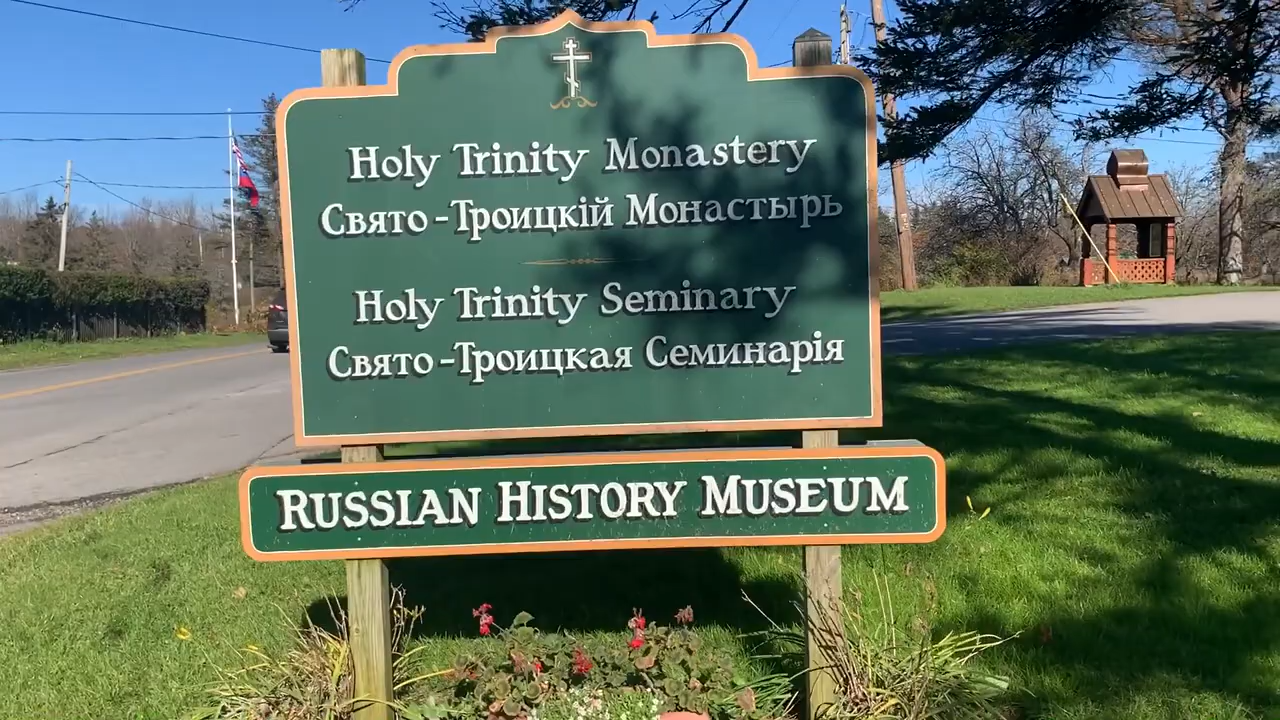 Holy Trinity Monastery
Свято-Троицкій Монастырь
Holy Trinity Seminary
Свято-Троицкая Семинарія
RUSSIAN HISTORY MUSEUM